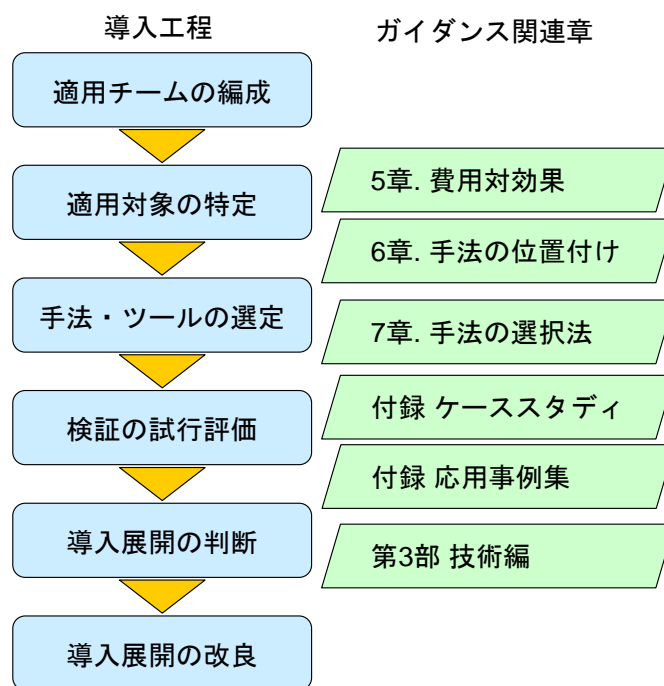 導入工程
ガイダンス関連章
適用チームの編成
適用対象の特定
手法・ツールの選定
検証の試行評価
導入展開の判断
導入展開の改良
5章. 費用対効果
6章. 手法の位置付け
7章. 手法の選択法
付録 ケーススタディ
付録 応用事例集
第3部 技術編